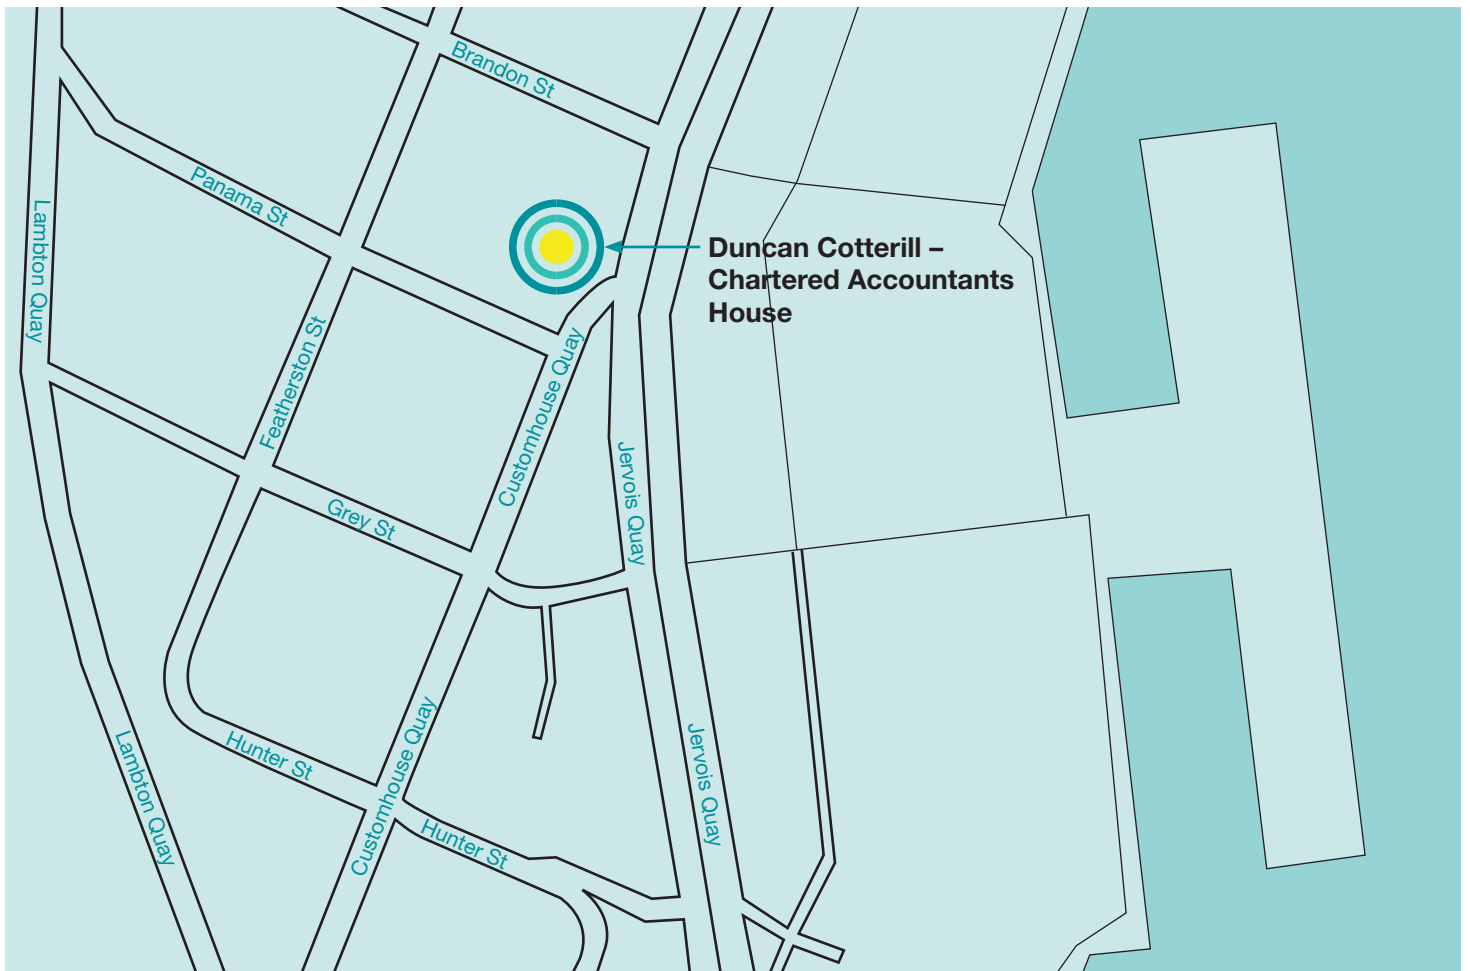 Brandon St
Panama St
Lambton Quay
Duncan Cotterill –
Chartered Accountants
House
Featherston St
Customhouse Quay
Jervois Quay
Grey St
Hunter St
Customhouse Quay
Jervois Quay
Lambton Quay
Hunter St